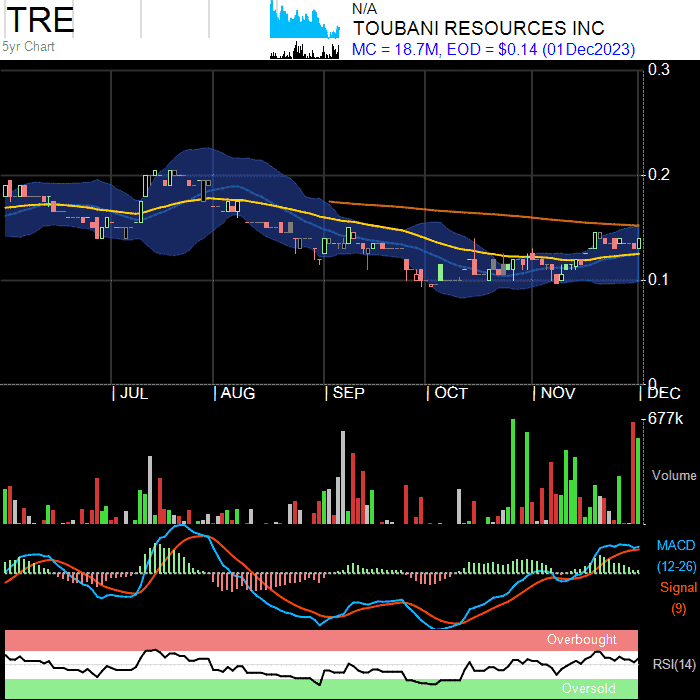 TRE
5yr Chart
N/A
TOUBANI RESOURCES INC
MC = 18.7M, EOD = $0.14 (01Dec2023)
0.3
0.2
0.1
0
| JUL | AUG | SEP | OCT | NOV | DEC
677k
Volume
MACD
(12-26)
Signal
(9)
Overbought
RSI(14)
Oversold